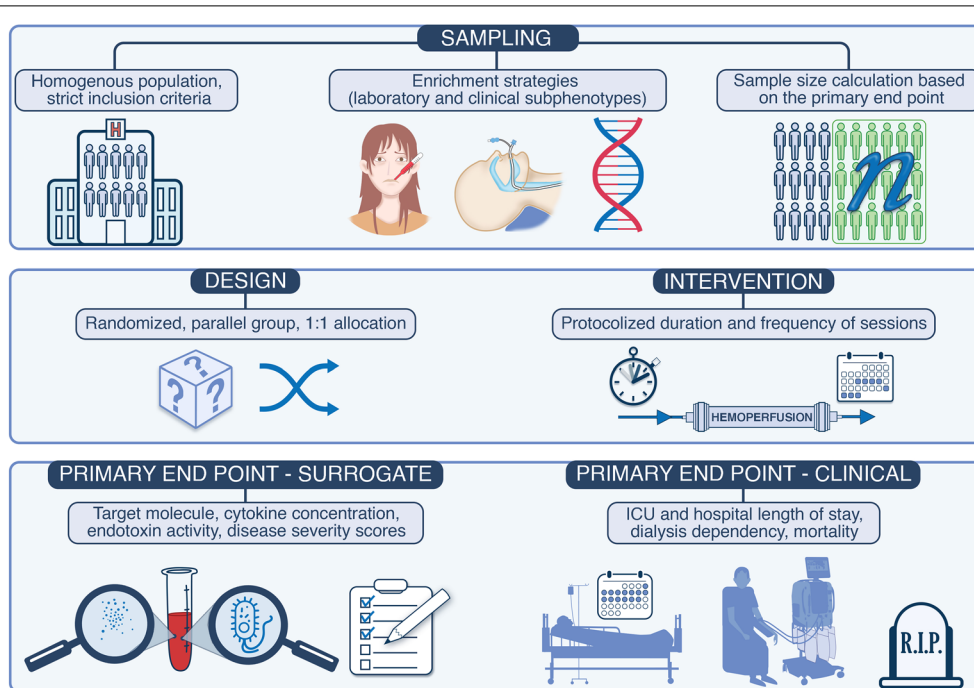 SAMPLING
Homogenous population,
strict inclusion criteria
Enrichment strategies
(laboratory and clinical subphenotypes)
Sample size calculation based
on the primary end point
H
n
DESIGN
Randomized, parallel group, 1:1 allocation
? ? ?
INTERVENTION
Protocolized duration and frequency of sessions
HEMOPERFUSION
PRIMARY END POINT - SURROGATE
Target molecule, cytokine concentration,
endotoxin activity, disease severity scores
PRIMARY END POINT - CLINICAL
ICU and hospital length of stay,
dialysis dependency, mortality
R.I.P.